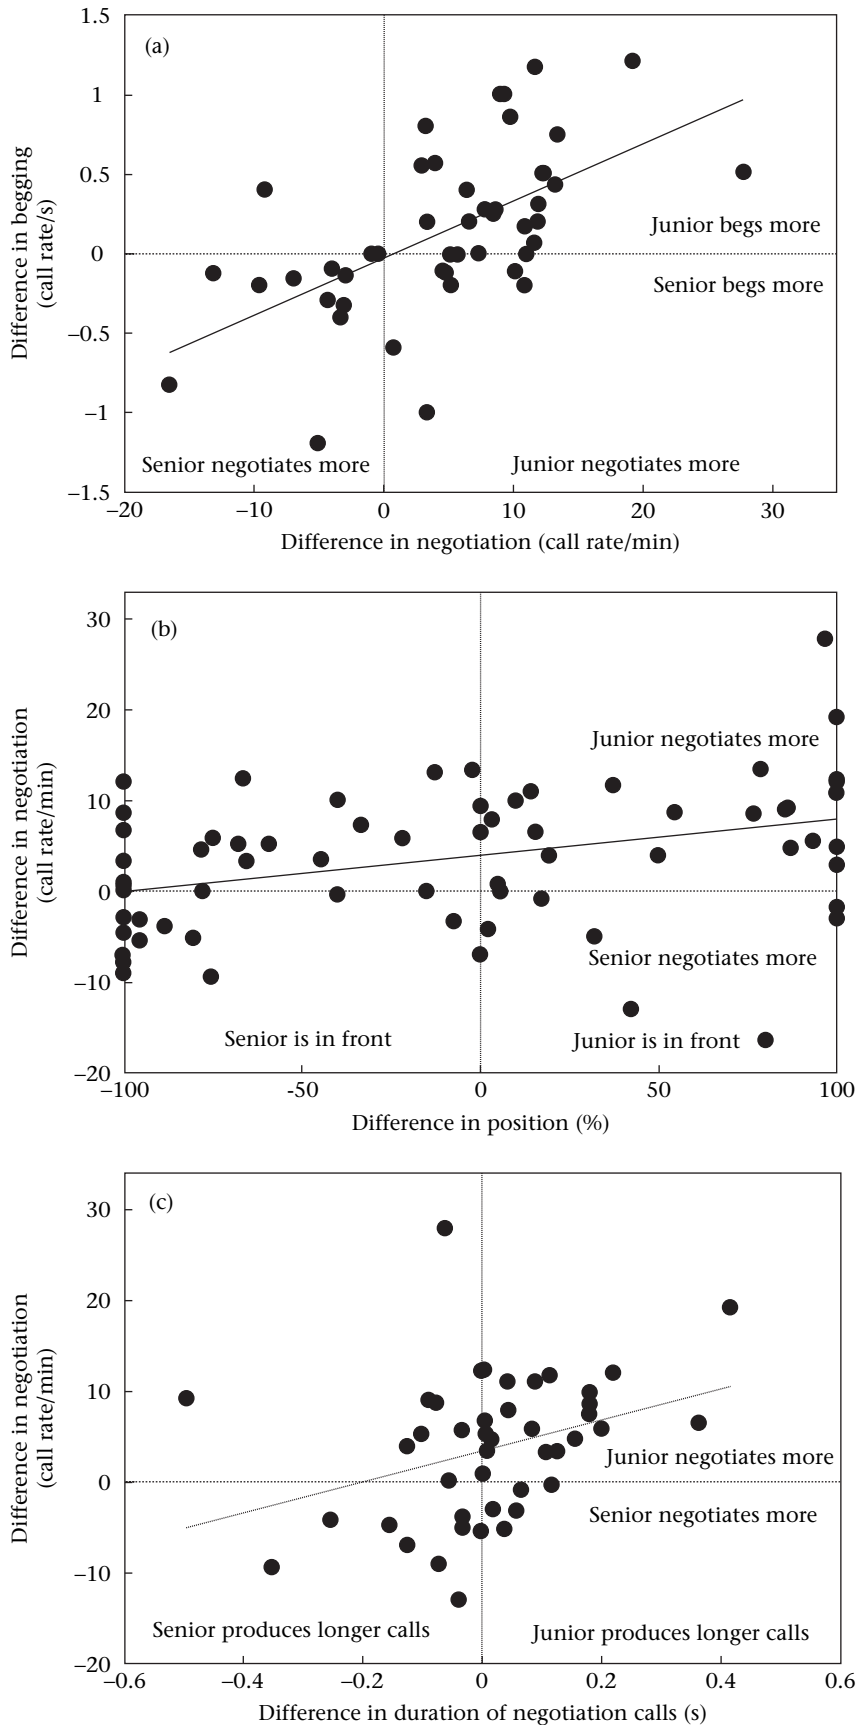 (a)
1.5
1
0.5
0
−0.5
−1
−1.5
Difference in begging
(call rate/s)
Junior begs more
Senior begs more
Senior negotiates more
Junior negotiates more
−20
−10
0
10
20
30
Difference in negotiation (call rate/min)
(b)
30
20
10
0
−10
−20
Difference in negotiation
(call rate/min)
Junior negotiates more
Senior negotiates more
Senior is in front
Junior is in front
−100
-50
0
50
100
Difference in position (%)
(c)
30
20
10
0
−10
−20
Difference in negotiation
(call rate/min)
Junior negotiates more
Senior negotiates more
Senior produces longer calls
Junior produces longer calls
−0.6
−0.4
−0.2
0
0.2
0.4
0.6
Difference in duration of negotiation calls (s)